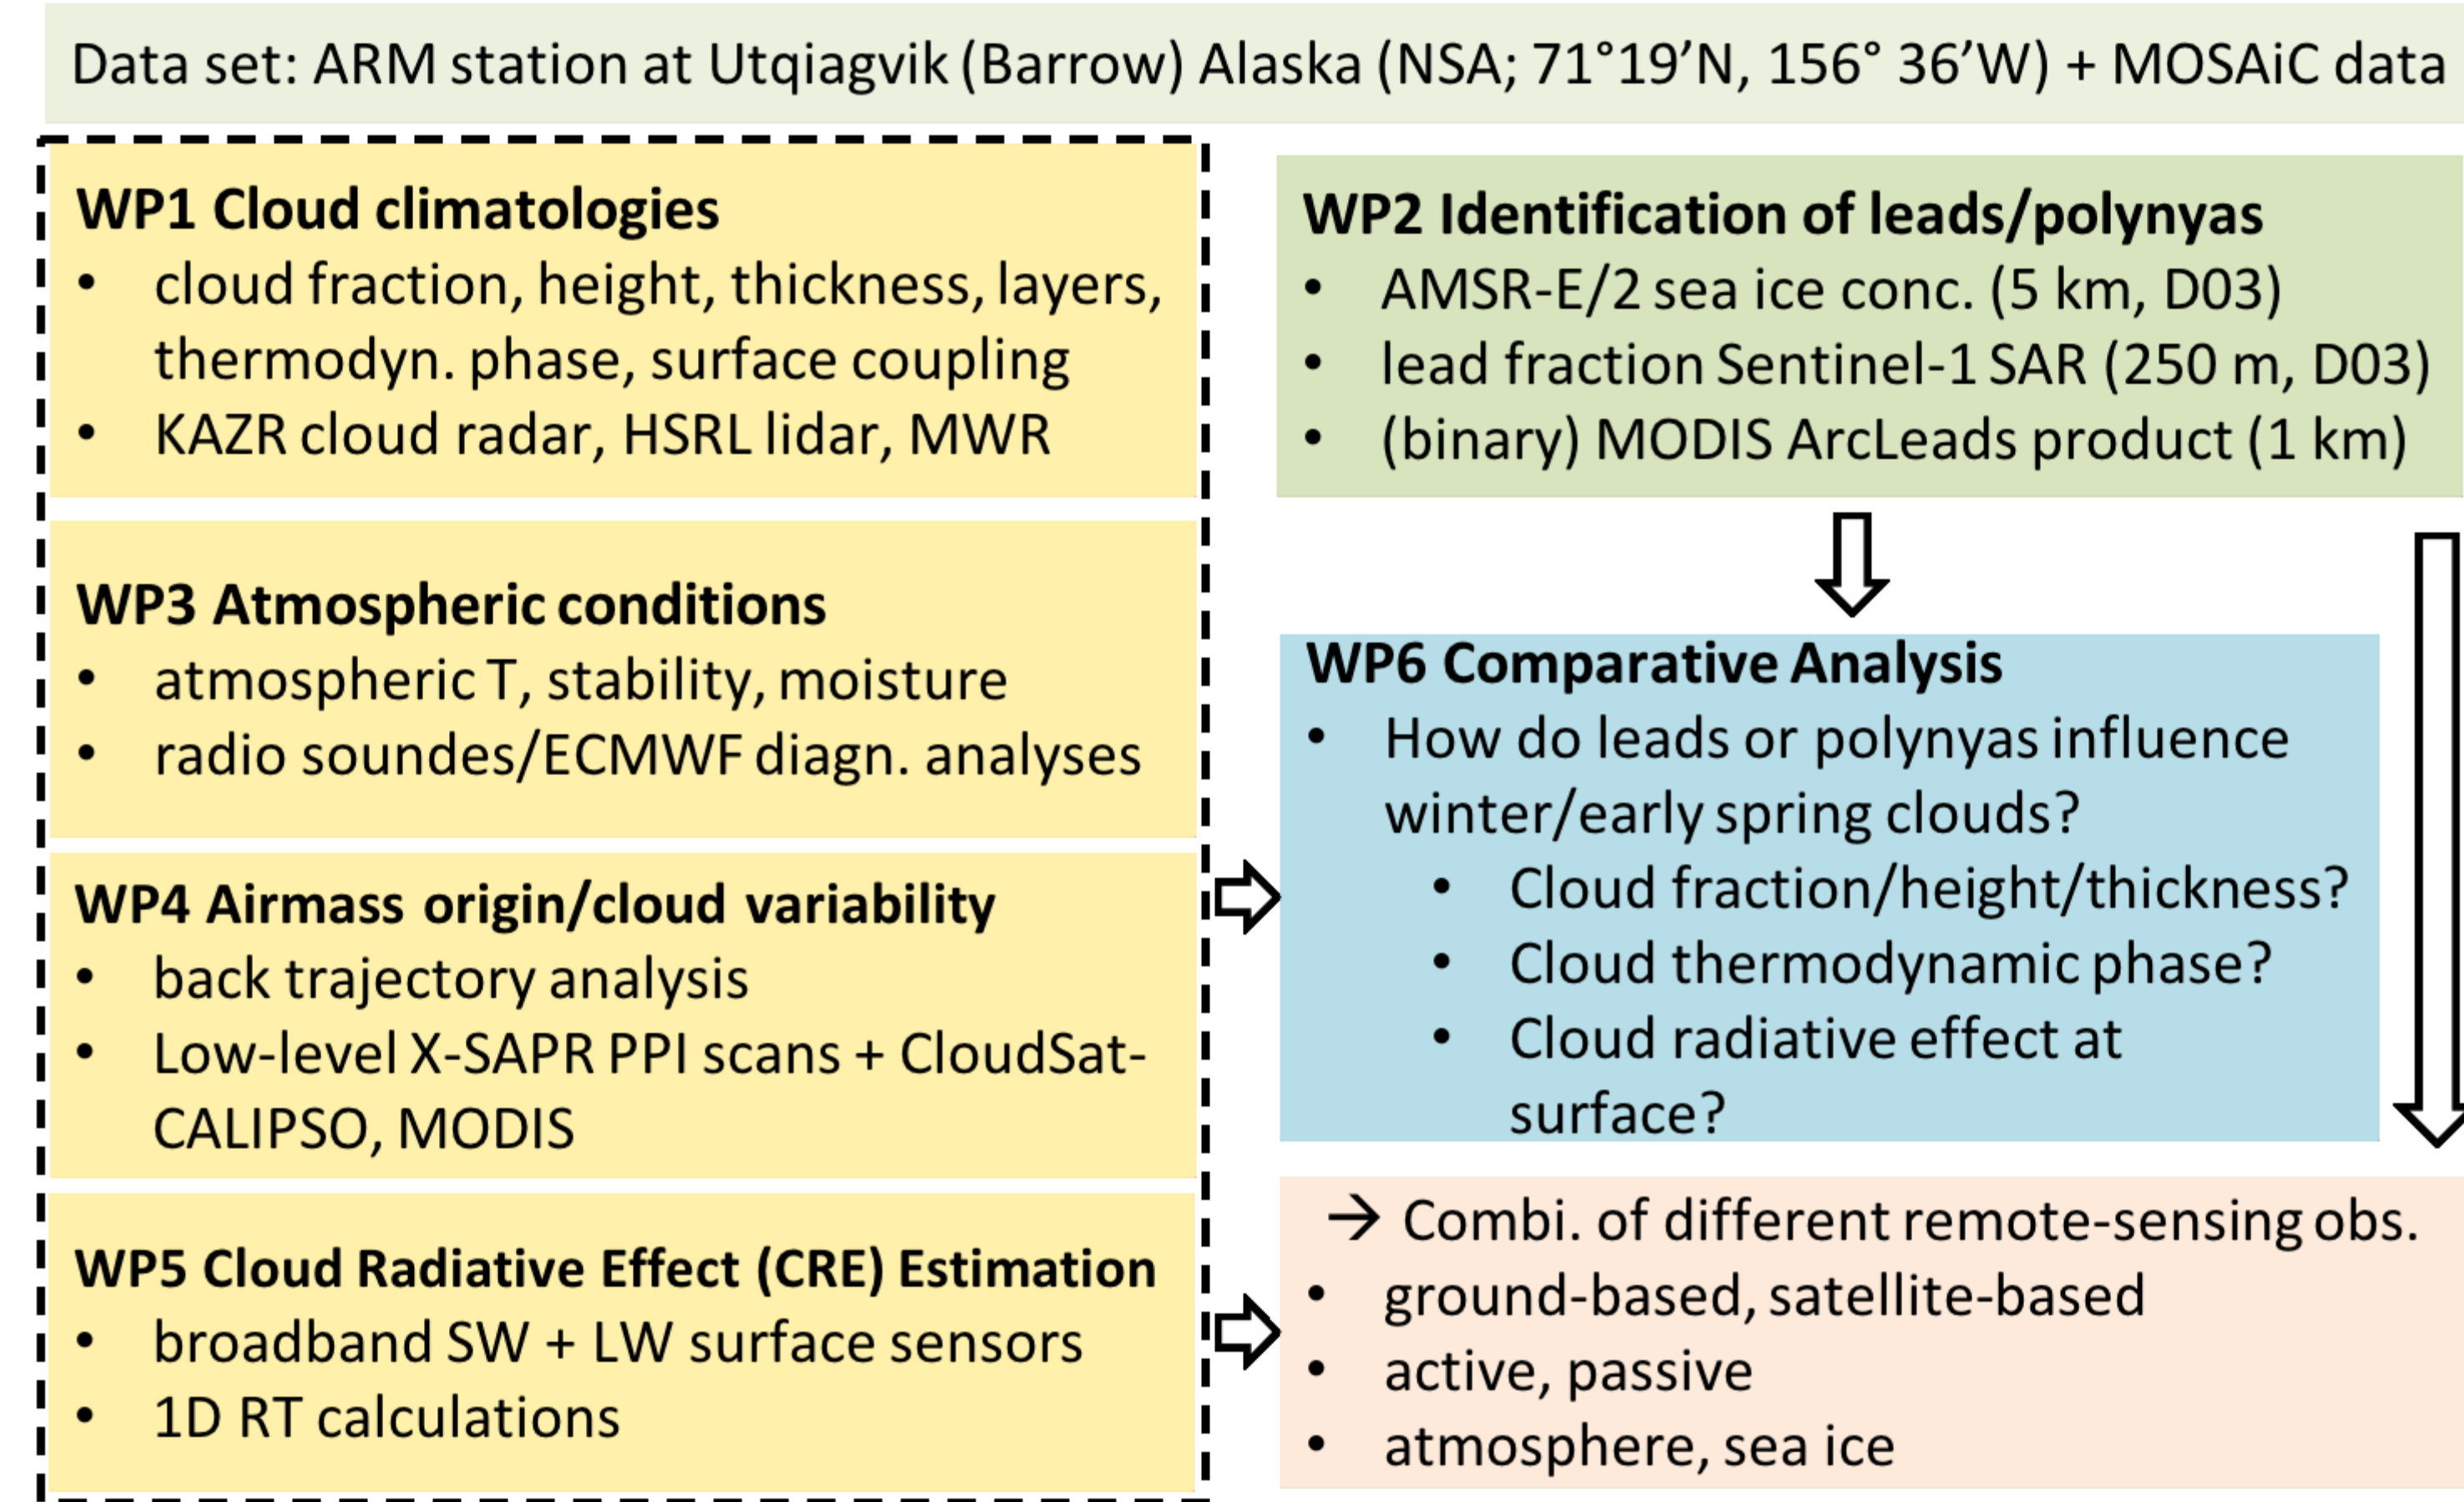 Data set: ARM station at Utqiagvik (Barrow) Alaska (NSA; 71°19’N, 156° 36’W) + MOSAiC data
WP1 Cloud climatologies
• cloud fraction, height, thickness, layers,
thermodyn. phase, surface coupling
• KAZR cloud radar, HSRL lidar, MWR
WP3 Atmospheric conditions
• atmospheric T, stability, moisture
• radio soundes/ECMWF diagn. analyses
WP4 Airmass origin/cloud variability
• back trajectory analysis
• Low-level X-SAPR PPI scans + CloudSat-
CALIPSO, MODIS
WP5 Cloud Radiative Effect (CRE) Estimation
• broadband SW + LW surface sensors
• 1D RT calculations
WP2 Identification of leads/polynyas
• AMSR-E/2 sea ice conc. (5 km, D03)
• lead fraction Sentinel-1 SAR (250 m, D03)
• (binary) MODIS ArcLeads product (1 km)
WP6 Comparative Analysis
• How do leads or polynyas influence
winter/early spring clouds?
• Cloud fraction/height/thickness?
• Cloud thermodynamic phase?
• Cloud radiative effect at
surface?
→ Combi. of different remote-sensing obs.
• ground-based, satellite-based
• active, passive
• atmosphere, sea ice